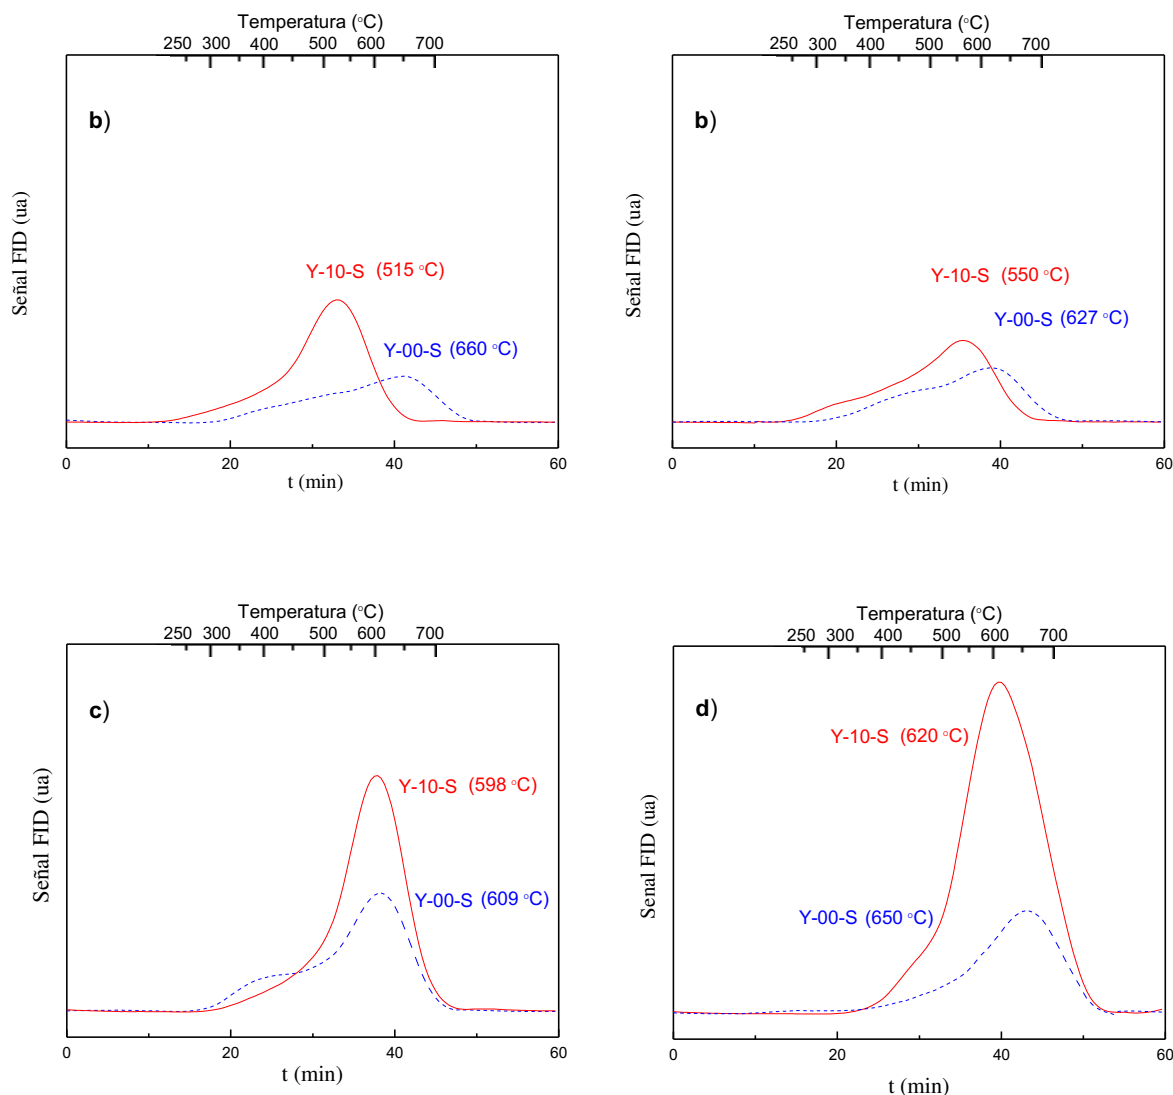 Temperatura (°C)
250 300 400 500 600 700
b)
Señal FID (ua)
Y-10-S (515 °C)
Y-00-S (660 °C)
0 20 40 60
t (min)
Temperatura (°C)
250 300 400 500 600 700
b)
Señal FID (ua)
Y-10-S (550 °C)
Y-00-S (627 °C)
0 20 40 60
t (min)
Temperatura (°C)
250 300 400 500 600 700
c)
Señal FID (ua)
Y-10-S (598 °C)
Y-00-S (609 °C)
0 20 40 60
t (min)
Temperatura (°C)
250 300 400 500 600 700
d)
Senal FID (ua)
Y-10-S (620 °C)
Y-00-S (650 °C)
0 20 40 60
t (min)